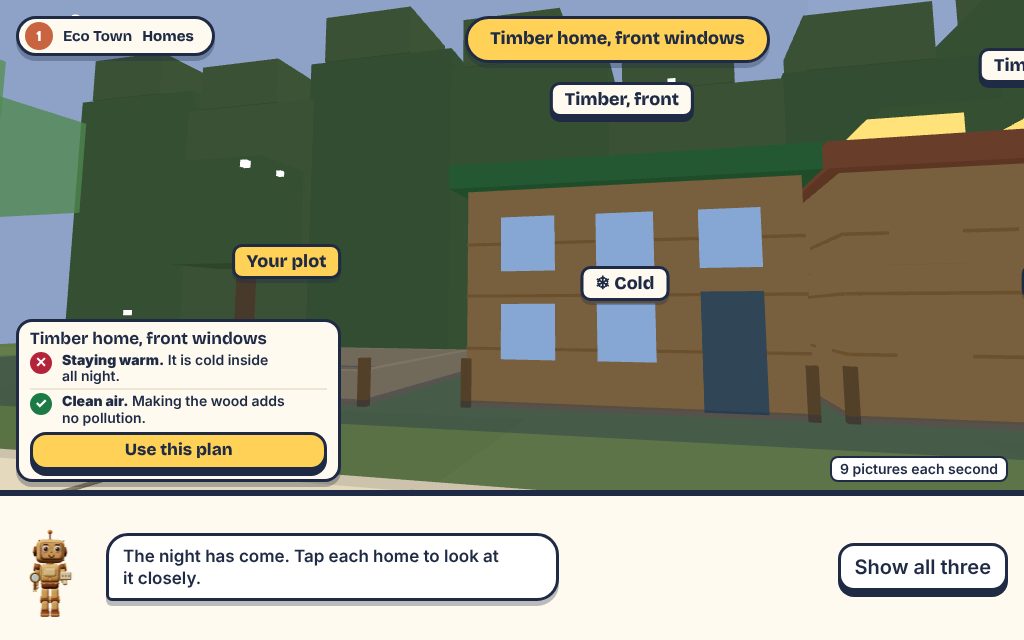 1 Eco Town Homes
Timber home, front windows
Timber, front
Your plot
❄ Cold
Timber home, front windows
Staying warm. It is cold inside
all night.
Clean air. Making the wood adds
no pollution.
Use this plan
9 pictures each second
The night has come. Tap each home to look at
it closely.
Show all three